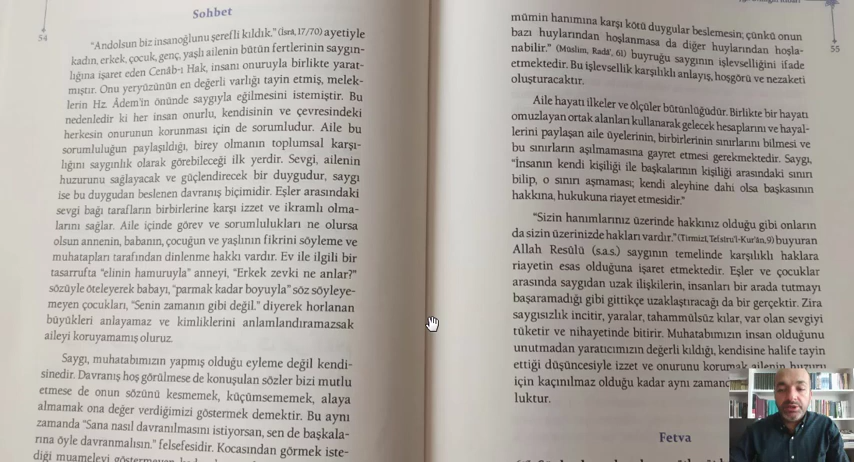 Sohbet
54
"Andolsun biz insanoğlunu şerefli kıldık." (İsrâ, 17/70) ayetiyle
kadın, erkek, çocuk, genç, yaşlı ailenin bütün fertlerinin saygın-
lığına işaret eden Cenâb-ı Hak, insanı onuruyla birlikte yarat-
mıştır. Onu yeryüzünün en değerli varlığı tayin etmiş, melek-
lerin Hz. Âdem'in önünde saygıyla eğilmesini istemiştir. Bu
nedenledir ki her insan onurlu, kendisinin ve çevresindeki
herkesin onurunun korunması için de sorumludur. Aile bu
sorumluluğun paylaşıldığı, birey olmanın toplumsal karşı-
lığını saygınlık olarak görebileceği ilk yerdir. Sevgi, ailenin
huzurunu sağlayacak ve güçlendirecek bir duygudur, saygı
ise bu duygudan beslenen davranış biçimidir. Eşler arasındaki
sevgi bağı tarafların birbirlerine karşı izzet ve ikramlı olma-
larını sağlar. Aile içinde görev ve sorumlulukları ne olursa
olsun annenin, babanın, çocuğun ve yaşlının fikrini söyleme ve
muhatapları tarafından dinlenme hakkı vardır. Ev ile ilgili bir
tasarrufta "elinin hamuruyla" anneyi, "Erkek zevki ne anlar?"
sözüyle öteleyerek babayı, "parmak kadar boyuyla" söz söyleye-
meyen çocukları, "Senin zamanın gibi değil." diyerek horlanan
büyükleri anlayamaz ve kimliklerini anlamlandıramazsak
aileyi koruyamamış oluruz.
Saygı, muhatabımızın yapmış olduğu eyleme değil kendi-
sinedir. Davranış hoş görülmese de konuşulan sözler bizi mutlu
etmese de onun sözünü kesmemek, küçümsememek, alaya
almamak ona değer verdiğimizi göstermek demektir. Bu aynı
zamanda "Sana nasıl davranılmasını istiyorsan, sen de başkala-
rına öyle davranmalısın." felsefesidir. Kocasından görmek iste-
diği muameleyi
55
mümin hanımına karşı kötü duygular beslemesin; çünkü onun
bazı huylarından hoşlanmasa da diğer huylarından hoşla-
nabilir." (Müslim, Radâ', 61) buyruğu saygının işlevselliğini ifade
etmektedir. Bu işlevsellik karşılıklı anlayış, hoşgörü ve nezaketi
oluşturacaktır.
Aile hayatı ilkeler ve ölçüler bütünlüğüdür. Birlikte bir hayatı
omuzlayan ortak alanları kullanarak gelecek hesaplarını ve hayal-
lerini paylaşan aile üyelerinin, birbirlerinin sınırlarını bilmesi ve
bu sınırların aşılmamasına gayret etmesi gerekmektedir. Saygı,
"İnsanın kendi kişiliği ile başkalarının kişiliği arasındaki sınırı
bilip, o sınırı aşmaması; kendi aleyhine dahi olsa başkasının
hakkına, hukukuna riayet etmesidir."
"Sizin hanımlarınız üzerinde hakkınız olduğu gibi onların
da sizin üzerinizde hakları vardır." (Tirmizî, Tefsîru'l-Kur'ân, 9) buyuran
Allah Resûlü (s.a.s.) saygının temelinde karşılıklı haklara
riayetin esas olduğuna işaret etmektedir. Eşler ve çocuklar
arasında saygıdan uzak ilişkilerin, insanları bir arada tutmayı
başaramadığı gibi gittikçe uzaklaştıracağı da bir gerçektir. Zira
saygısızlık incitir, yaralar, tahammülsüz kılar, var olan sevgiyi
tüketir ve nihayetinde bitirir. Muhatabımızın insan olduğunu
unutmadan yaratıcımızın değerli kıldığı, kendisine halife tayin
ettiği düşüncesiyle izzet ve onurunu korumak ailenin huzuru
için kaçınılmaz olduğu kadar aynı
luktur.
Fetva